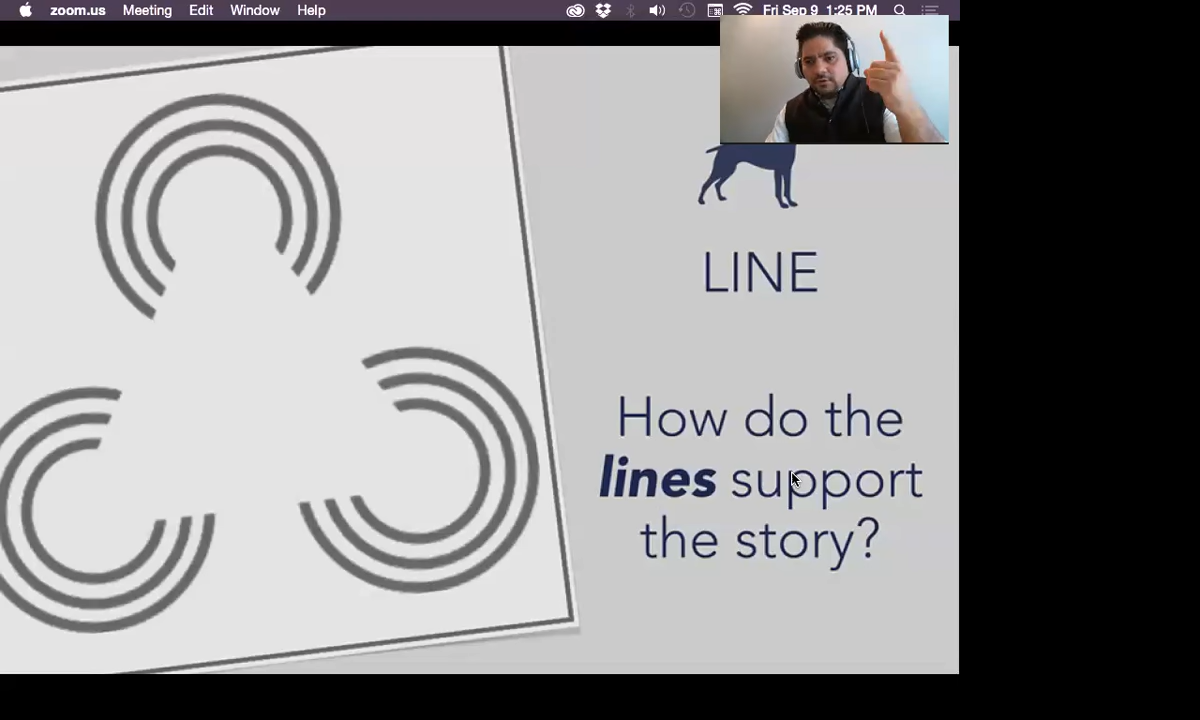 zoom.us Meeting Edit Window Help Fri Sep 9 1:25 PM
LINE
How do the
lines support
the story?